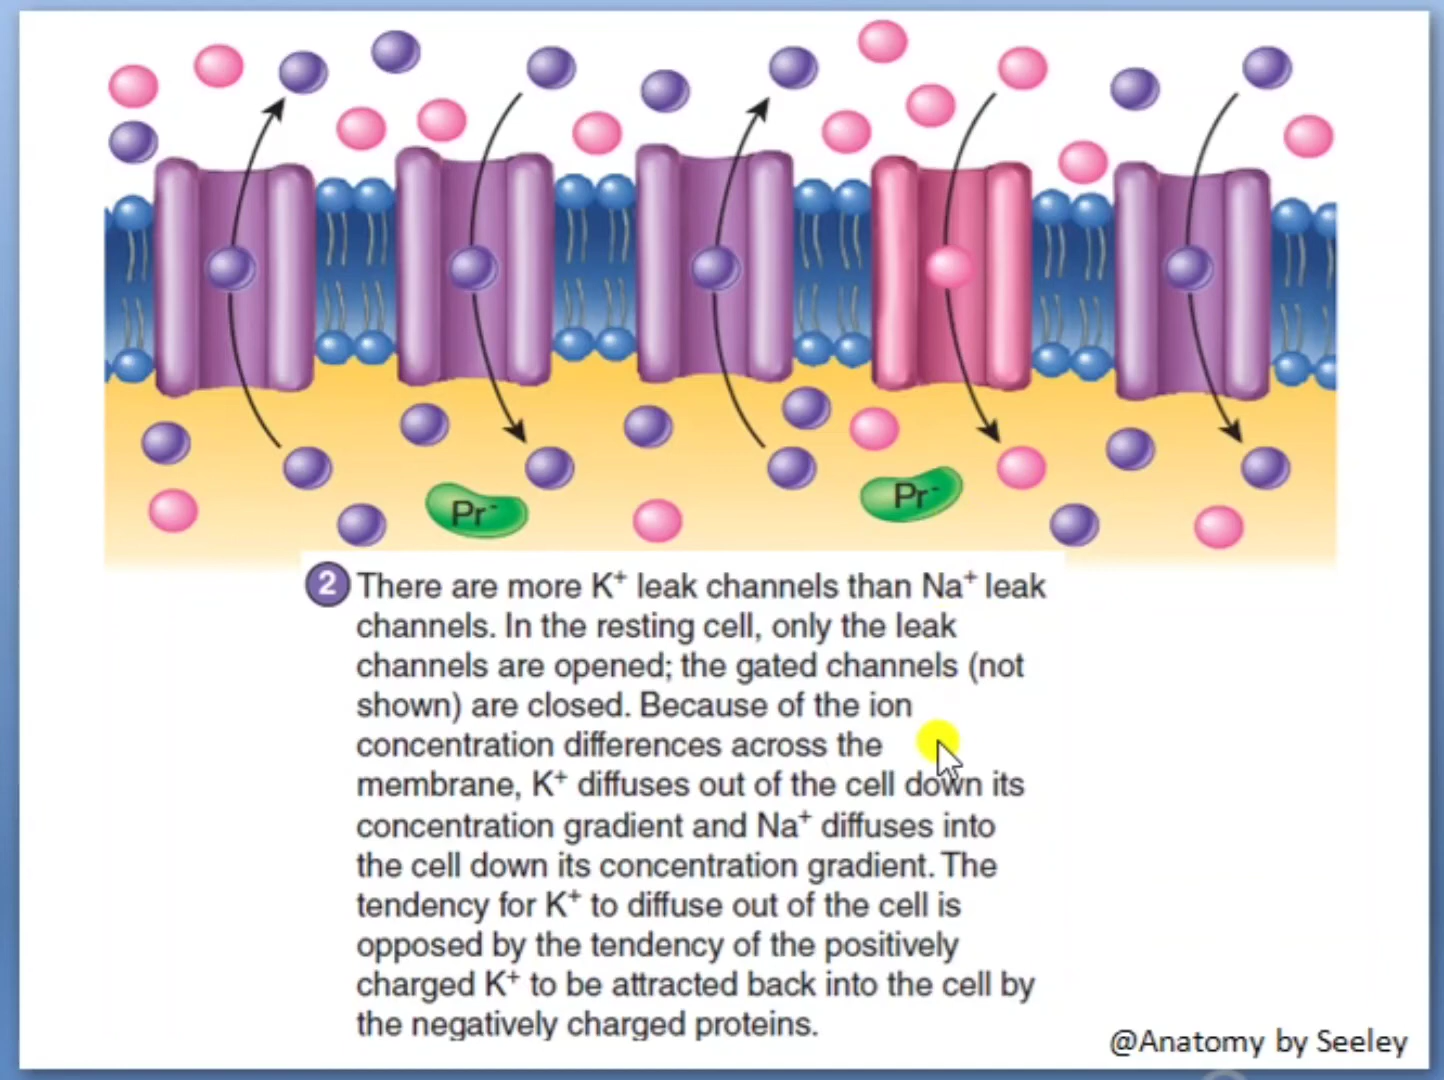 Pr⁻
Pr⁻
2 There are more K⁺ leak channels than Na⁺ leak
channels. In the resting cell, only the leak
channels are opened; the gated channels (not
shown) are closed. Because of the ion
concentration differences across the
membrane, K⁺ diffuses out of the cell down its
concentration gradient and Na⁺ diffuses into
the cell down its concentration gradient. The
tendency for K⁺ to diffuse out of the cell is
opposed by the tendency of the positively
charged K⁺ to be attracted back into the cell by
the negatively charged proteins.
@Anatomy by Seeley